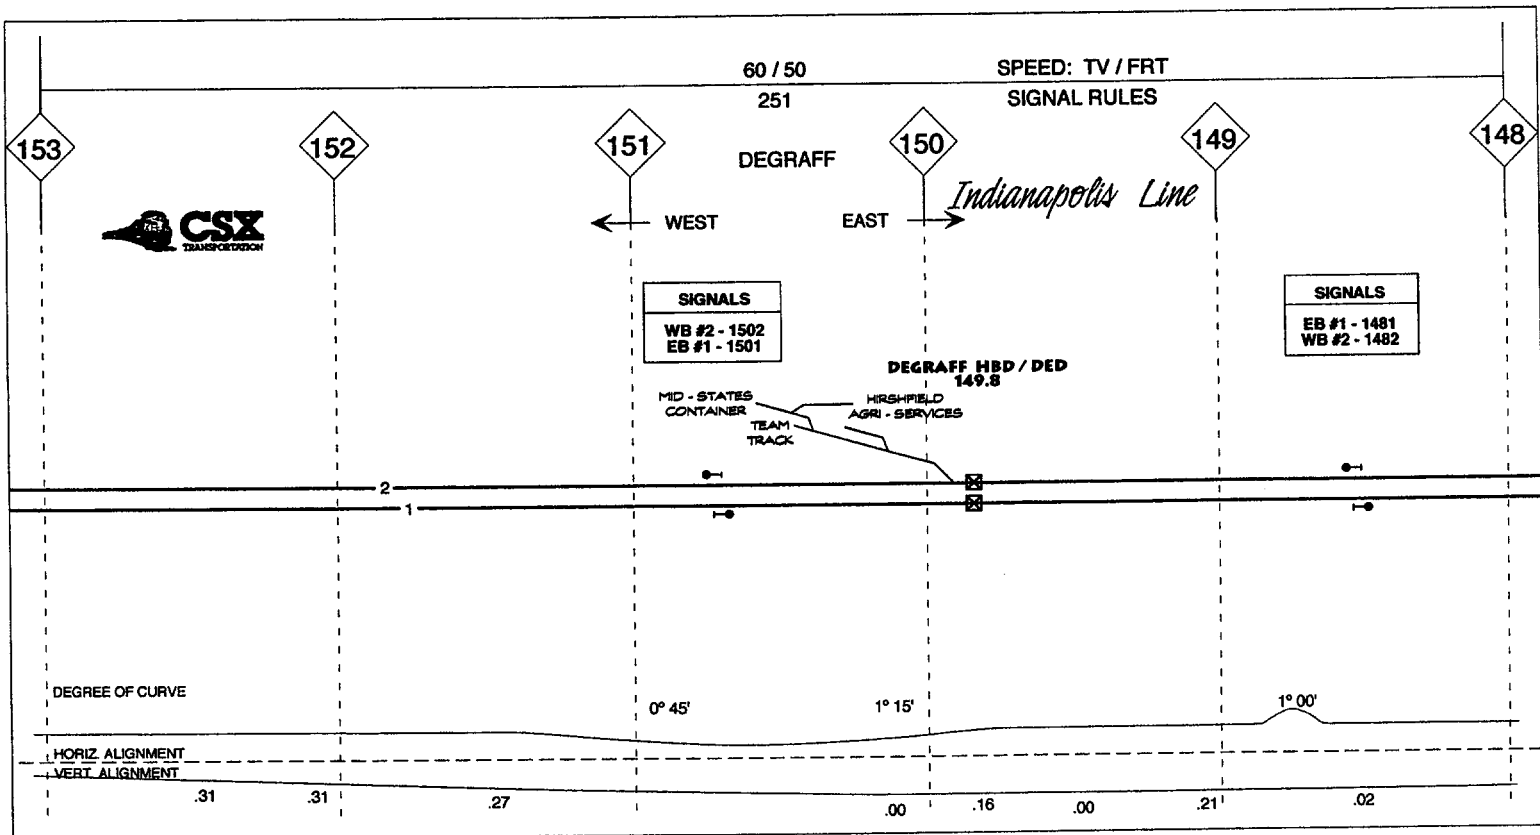 60 / 50
SPEED: TV / FRT
251
SIGNAL RULES
153
152
151
DEGRAFF
150
149
148
Indianapolis Line
CSX
TRANSPORTATION
WEST
EAST
SIGNALS
WB #2 - 1502
EB #1 - 1501
SIGNALS
EB #1 - 1481
WB #2 - 1482
DEGRAFF HBD / DED
149.8
MID - STATES
CONTAINER
HIRSHFIELD
AGRI - SERVICES
TEAM
TRACK
2
1
DEGREE OF CURVE
0° 45'
1° 15'
1° 00'
HORIZ. ALIGNMENT
VERT. ALIGNMENT
.31
.31
.27
.00
.16
.00
.21
.02